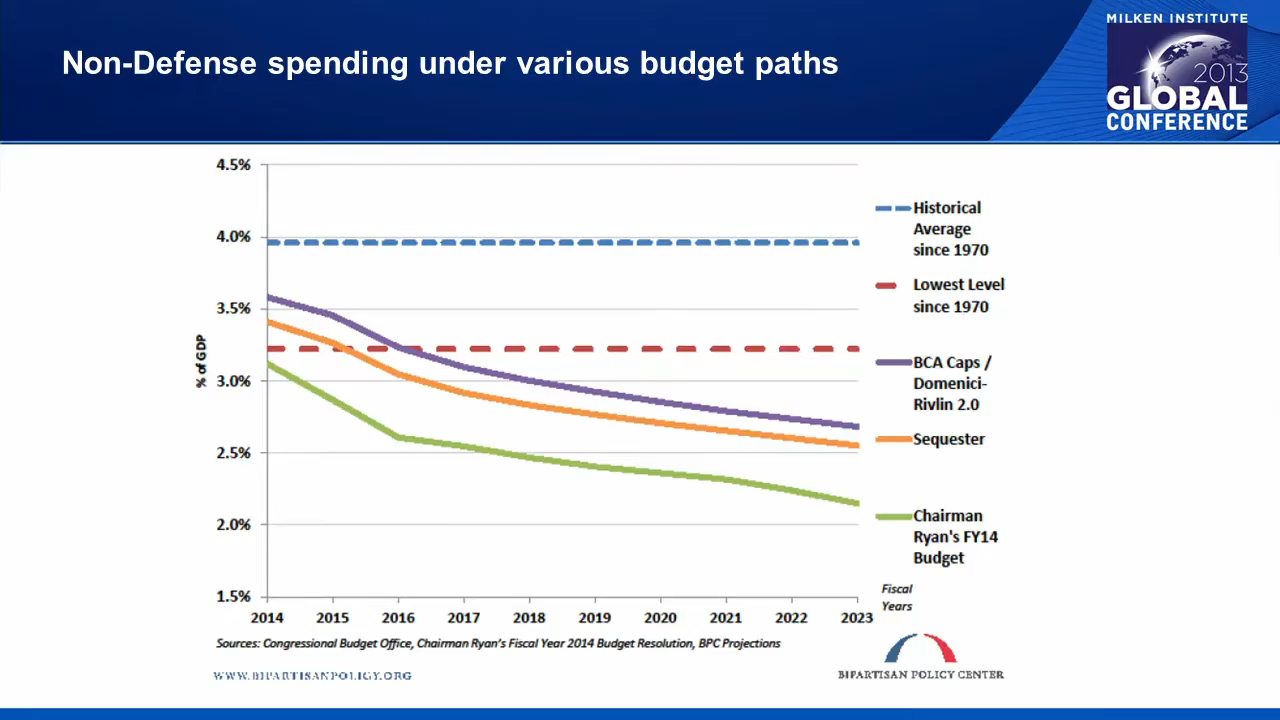 MILKEN INSTITUTE
2013
GLOBAL
CONFERENCE
Non-Defense spending under various budget paths
4.5%
4.0%
3.5%
3.0%
2.5%
2.0%
1.5%
% of GDP
2014 2015 2016 2017 2018 2019 2020 2021 2022 2023
Historical
Average
since 1970
Lowest Level
since 1970
BCA Caps /
Domenici-
Rivlin 2.0
Sequester
Chairman
Ryan's FY14
Budget
Fiscal
Years
Sources: Congressional Budget Office, Chairman Ryan's Fiscal Year 2014 Budget Resolution, BPC Projections
WWW.BIPARTISANPOLICY.ORG
BIPARTISAN POLICY CENTER